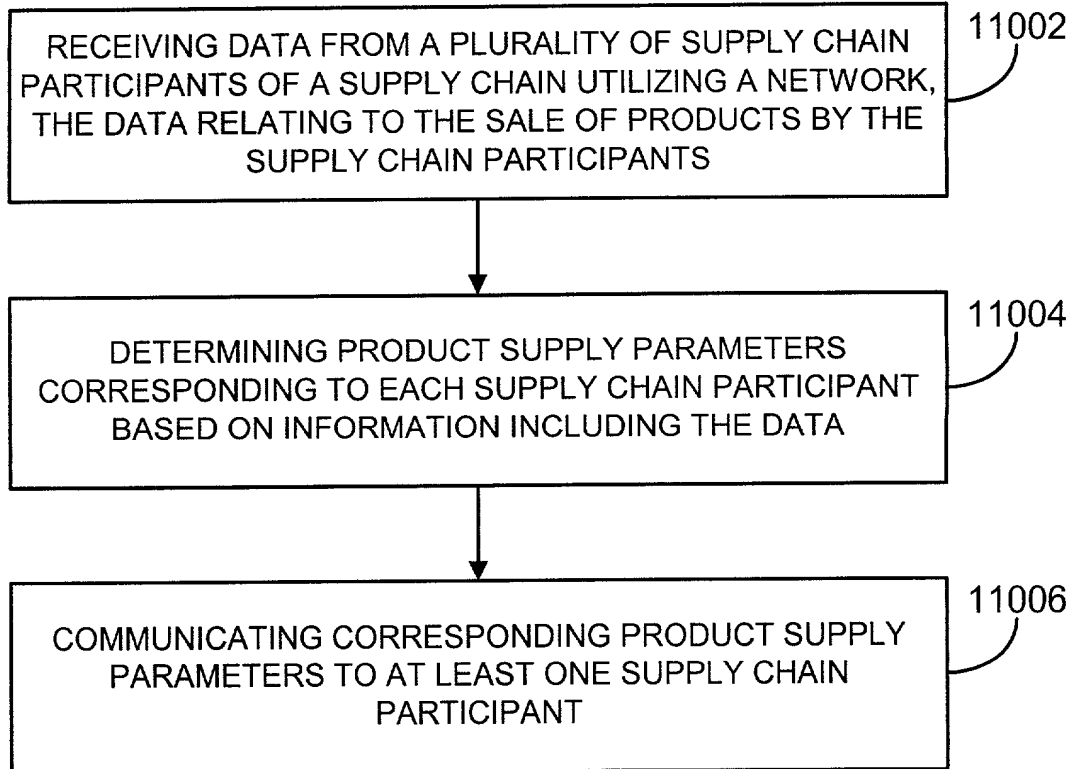 11002
RECEIVING DATA FROM A PLURALITY OF SUPPLY CHAIN
PARTICIPANTS OF A SUPPLY CHAIN UTILIZING A NETWORK,
THE DATA RELATING TO THE SALE OF PRODUCTS BY THE
SUPPLY CHAIN PARTICIPANTS
11004
DETERMINING PRODUCT SUPPLY PARAMETERS
CORRESPONDING TO EACH SUPPLY CHAIN PARTICIPANT
BASED ON INFORMATION INCLUDING THE DATA
11006
COMMUNICATING CORRESPONDING PRODUCT SUPPLY
PARAMETERS TO AT LEAST ONE SUPPLY CHAIN
PARTICIPANT